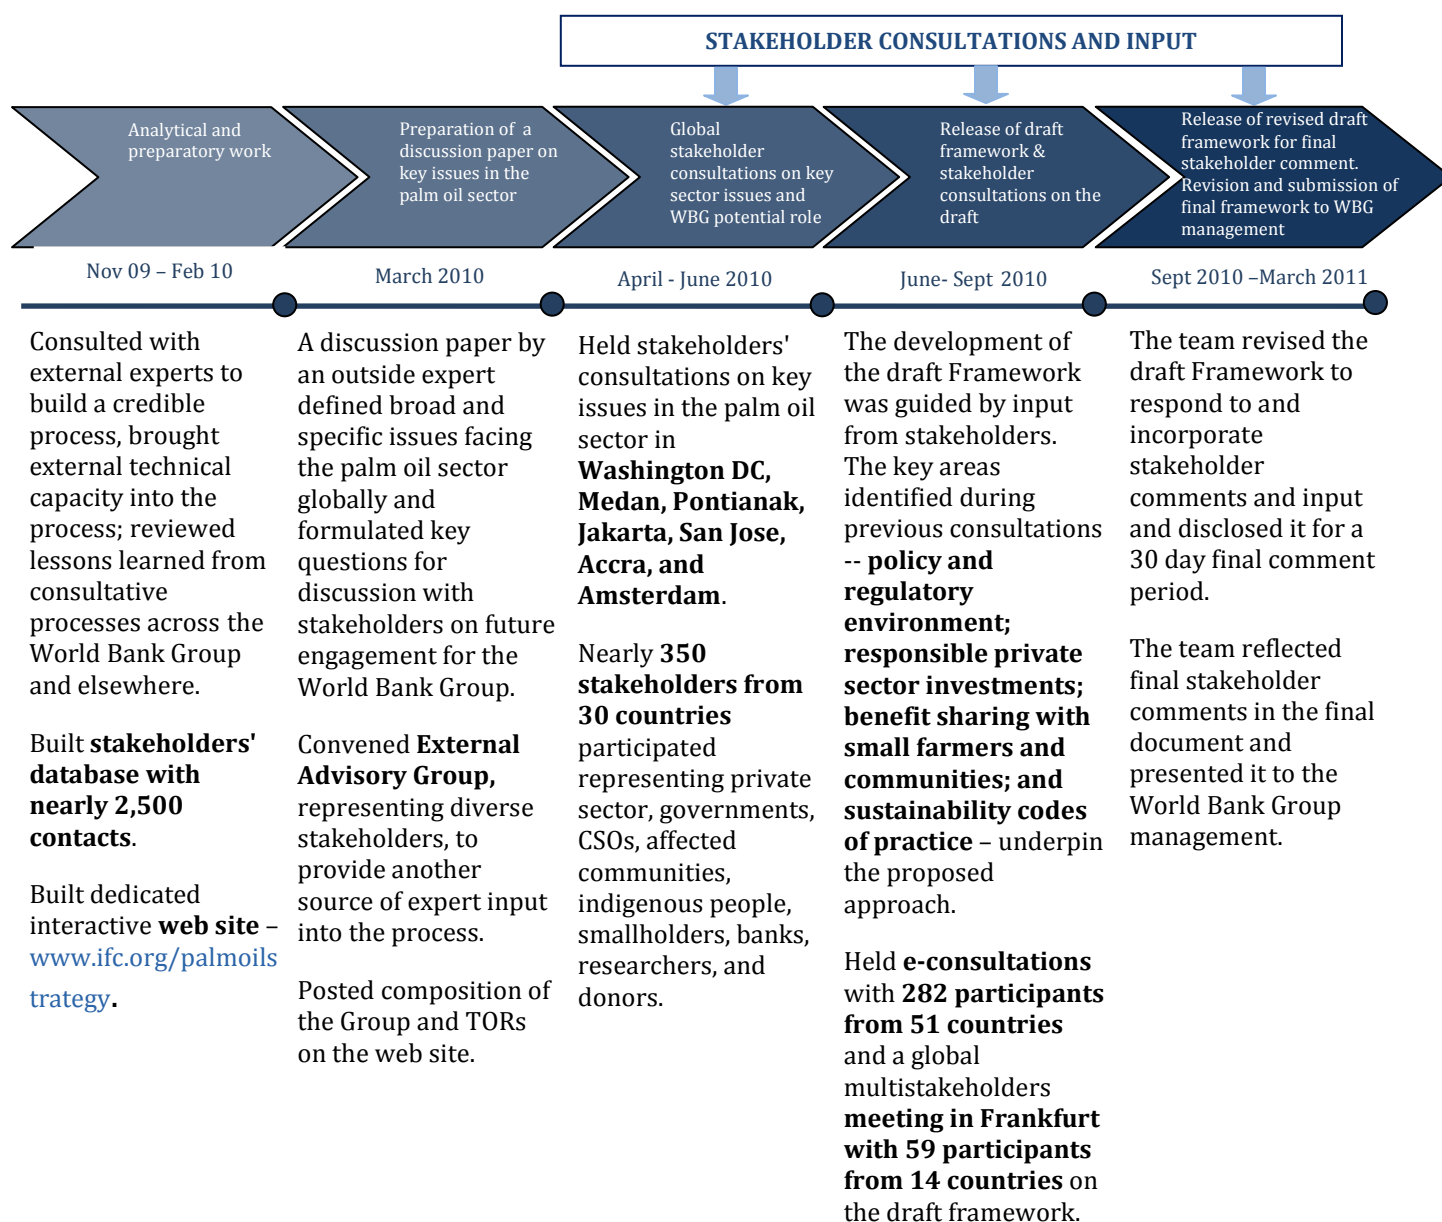 STAKEHOLDER CONSULTATIONS AND INPUT
Analytical and
preparatory work
Preparation of a
discussion paper on
key issues in the
palm oil sector
Global
stakeholder
consultations on key
sector issues and
WBG potential role
Release of draft
framework &
stakeholder
consultations on the
draft
Release of revised draft
framework for final
stakeholder comment.
Revision and submission of
final framework to WBG
management
Nov 09 – Feb 10
March 2010
April - June 2010
June- Sept 2010
Sept 2010 –March 2011
Consulted with
external experts to
build a credible
process, brought
external technical
capacity into the
process; reviewed
lessons learned from
consultative
processes across the
World Bank Group
and elsewhere.
Built stakeholders'
database with
nearly 2,500
contacts.
Built dedicated
interactive web site –
www.ifc.org/palmoils
trategy.
A discussion paper by
an outside expert
defined broad and
specific issues facing
the palm oil sector
globally and
formulated key
questions for
discussion with
stakeholders on future
engagement for the
World Bank Group.
Convened External
Advisory Group,
representing diverse
stakeholders, to
provide another
source of expert input
into the process.
Posted composition of
the Group and TORs
on the web site.
Held stakeholders'
consultations on key
issues in the palm oil
sector in
Washington DC,
Medan, Pontianak,
Jakarta, San Jose,
Accra, and
Amsterdam.
Nearly 350
stakeholders from
30 countries
participated
representing private
sector, governments,
CSOs, affected
communities,
indigenous people,
smallholders, banks,
researchers, and
donors.
The development of
the draft Framework
was guided by input
from stakeholders.
The key areas
identified during
previous consultations
-- policy and
regulatory
environment;
responsible private
sector investments;
benefit sharing with
small farmers and
communities; and
sustainability codes
of practice – underpin
the proposed
approach.
Held e-consultations
with 282 participants
from 51 countries
and a global
multistakeholders
meeting in Frankfurt
with 59 participants
from 14 countries on
the draft framework.
The team revised the
draft Framework to
respond to and
incorporate
stakeholder
comments and input
and disclosed it for a
30 day final comment
period.
The team reflected
final stakeholder
comments in the final
document and
presented it to the
World Bank Group
management.